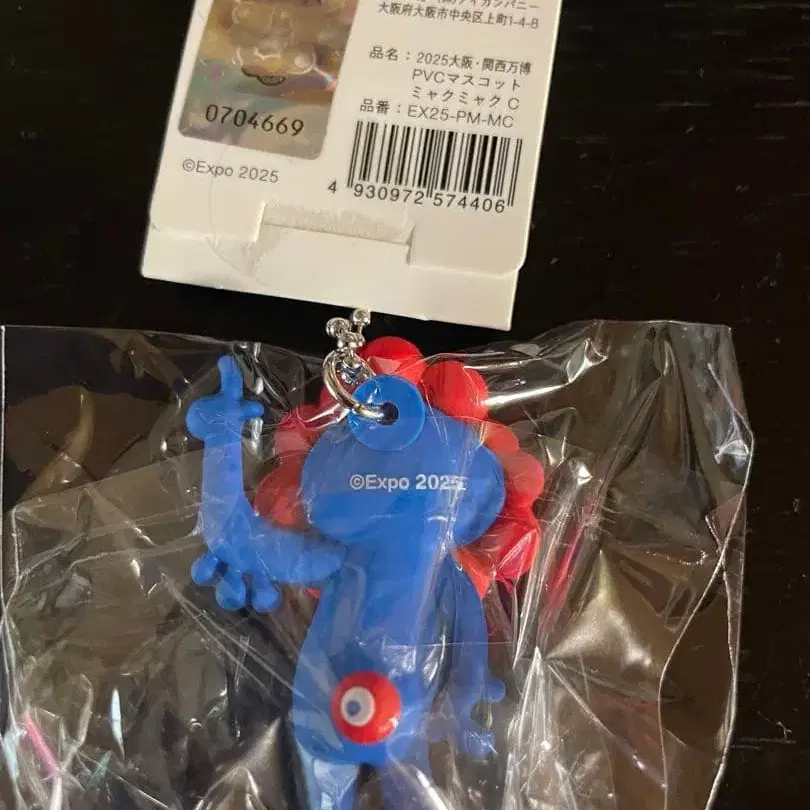 大阪府大阪市中央区上町1-4-8
品名：2025大阪・関西万博
PVCマスコット
ミャクミャク C
品番：EX25-PM-MC
0704669
©Expo 2025
4 930972 574406
©Expo 2025